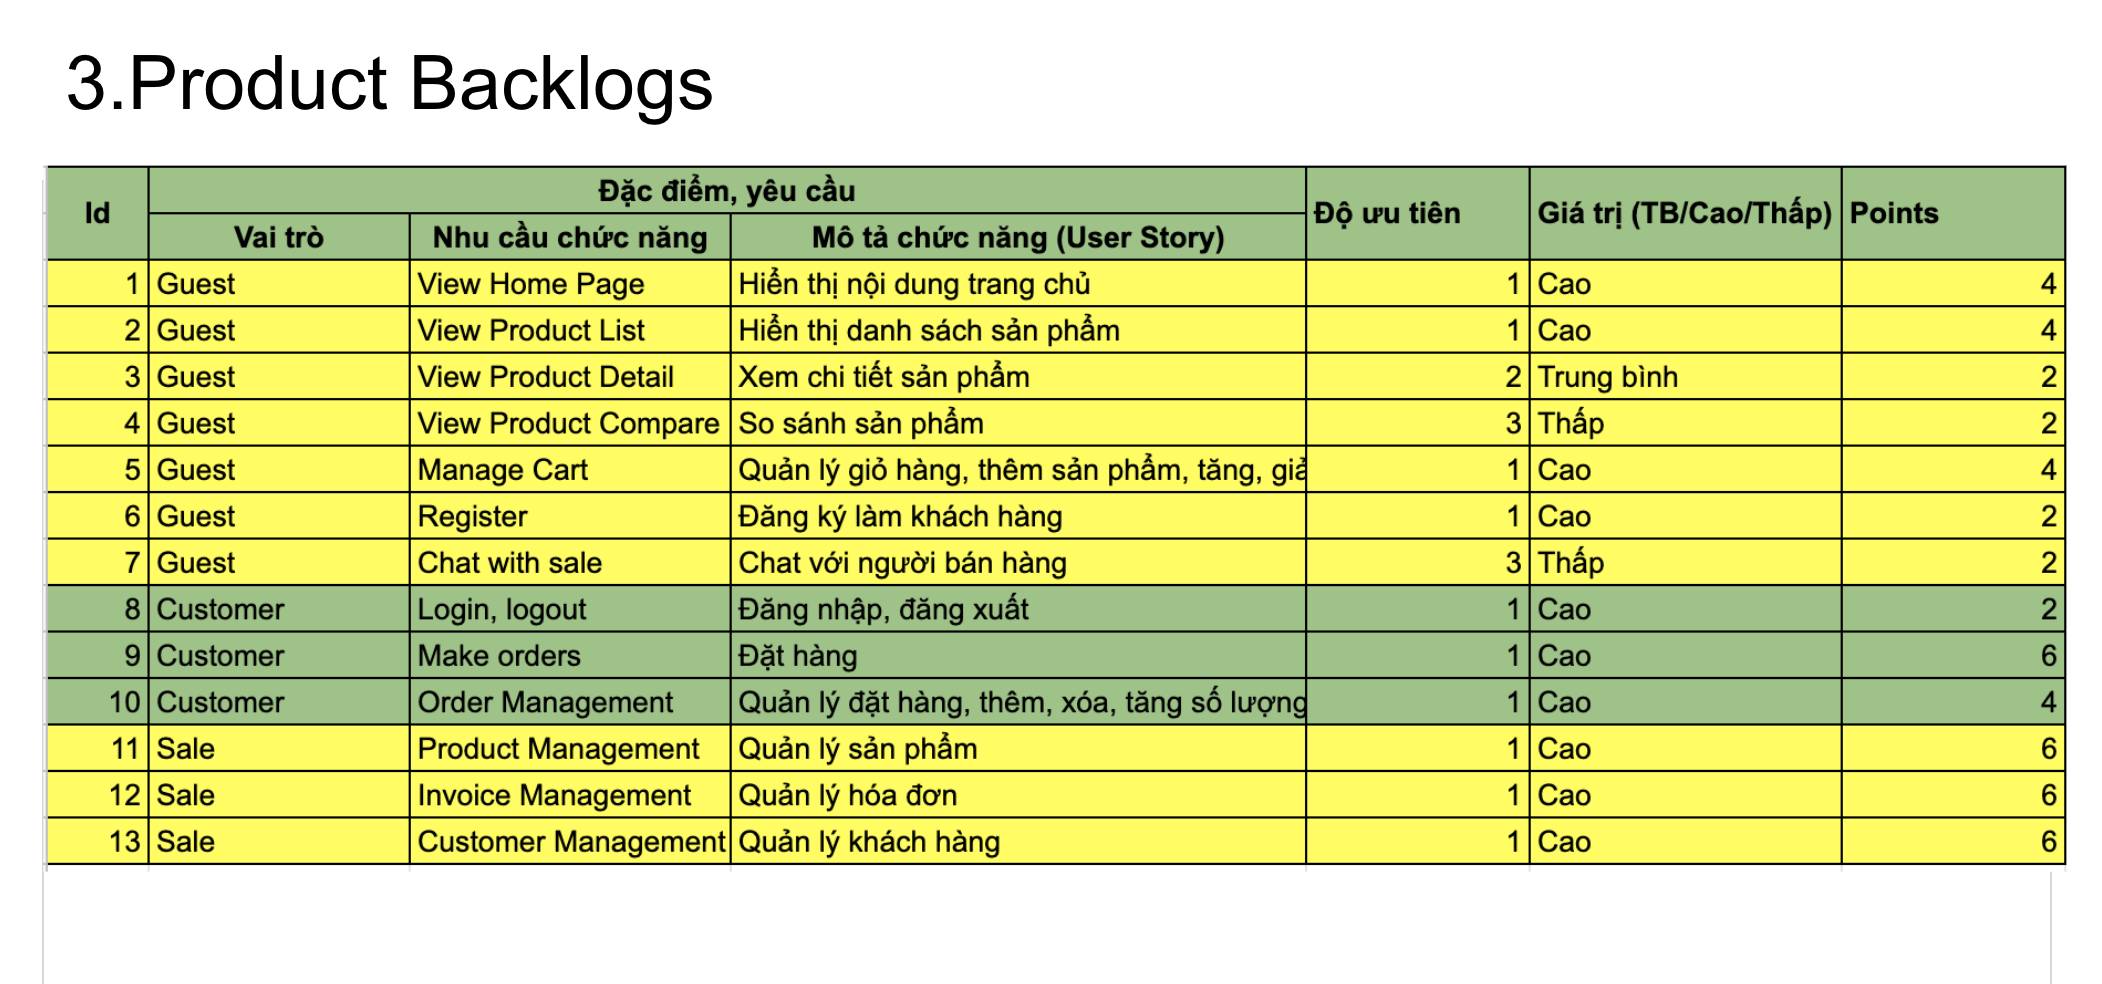 3.Product Backlogs
Id Đặc điểm, yêu cầu Độ ưu tiên Giá trị (TB/Cao/Thấp) Points
Vai trò Nhu cầu chức năng Mô tả chức năng (User Story)
1 Guest View Home Page Hiển thị nội dung trang chủ 1 Cao 4
2 Guest View Product List Hiển thị danh sách sản phẩm 1 Cao 4
3 Guest View Product Detail Xem chi tiết sản phẩm 2 Trung bình 2
4 Guest View Product Compare So sánh sản phẩm 3 Thấp 2
5 Guest Manage Cart Quản lý giỏ hàng, thêm sản phẩm, tăng, 1 Cao 4
6 Guest Register Đăng ký làm khách hàng 1 Cao 2
7 Guest Chat with sale Chat với người bán hàng 3 Thấp 2
8 Customer Login, logout Đăng nhập, đăng xuất 1 Cao 2
9 Customer Make orders Đặt hàng 1 Cao 6
10 Customer Order Management Quản lý đặt hàng, thêm, xóa, tăng số lượng 1 Cao 4
11 Sale Product Management Quản lý sản phẩm 1 Cao 6
12 Sale Invoice Management Quản lý hóa đơn 1 Cao 6
13 Sale Customer Management Quản lý khách hàng 1 Cao 6